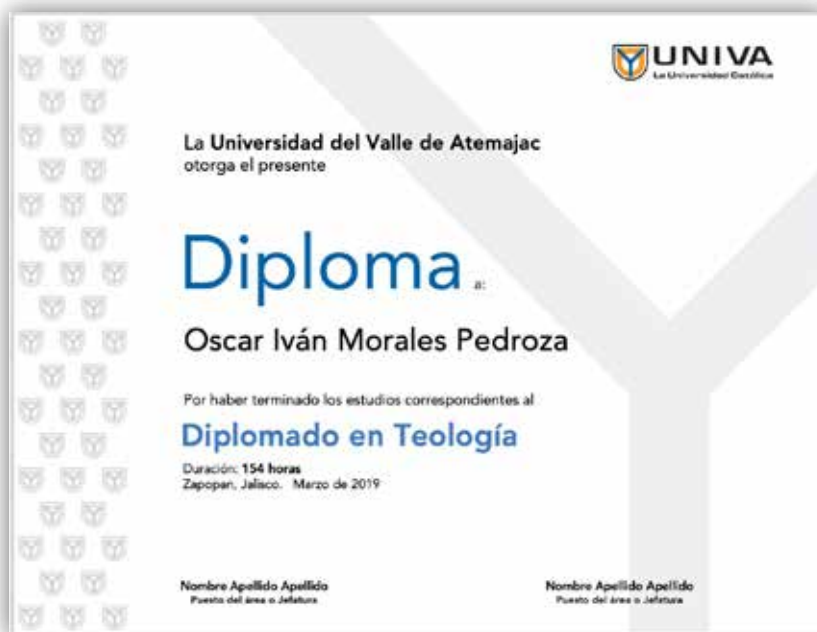 UNIVA
La Universidad Católica
La Universidad del Valle de Atemajac
otorga el presente
Diploma a:
Oscar Iván Morales Pedroza
Por haber terminado los estudios correspondientes al
Diplomado en Teología
Duración: 154 horas
Zapopan, Jalisco. Marzo de 2019
Nombre Apellido Apellido
Puesto del área o Jefatura
Nombre Apellido Apellido
Puesto del área o Jefatura